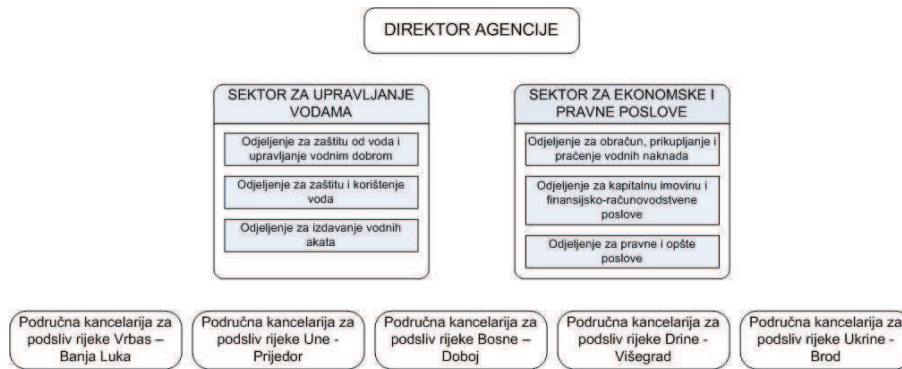 DIREKTOR AGENCIJE
SEKTOR ZA UPRAVLJANJE
VODAMA
Odjeljenje za zaštitu od voda i
upravljanje vodnim dobrom
Odjeljenje za zaštitu i korištenje
voda
Odjeljenje za izdavanje vodnih
akata
SEKTOR ZA EKONOMSKE I
PRAVNE POSLOVE
Odjeljenje za obračun, prikupljanje i
praćenje vodnih naknada
Odjeljenje za kapitalnu imovinu i
finansijsko-računovodstvene
poslove
Odjeljenje za pravne i opšte
poslove
Područna kancelarija za
podsliv rijeke Vrbas –
Banja Luka
Područna kancelarija za
podsliv rijeke Une -
Prijedor
Područna kancelarija za
podsliv rijeke Bosne –
Doboj
Područna kancelarija za
podsliv rijeke Drine -
Višegrad
Područna kancelarija za
podsliv rijeke Ukrine -
Brod